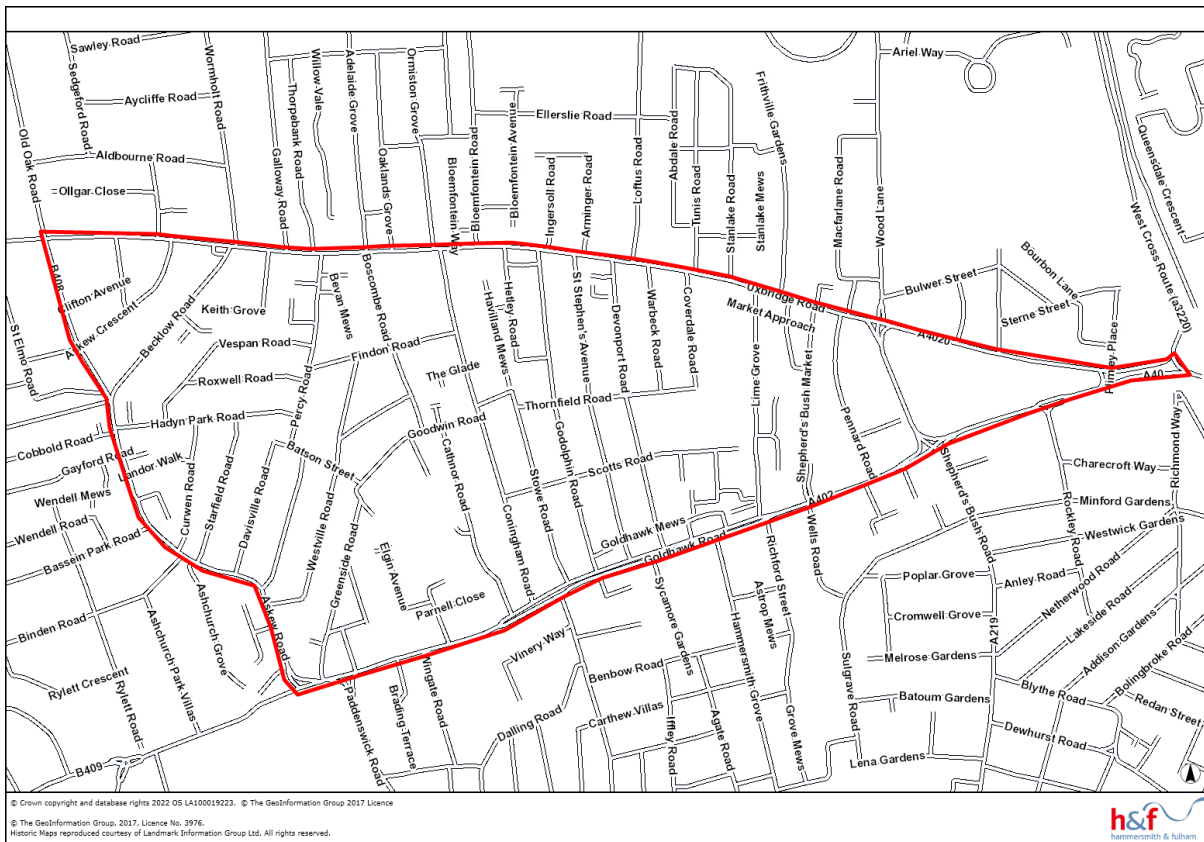 Sawley Road
Sedgeford Road
Wormholt Road
Aycliffe Road
Old Oak Road
Aldbourne Road
Ollgar Close
Galloway Road
Thorpebank Road
Willow Vale
Adelaide Grove
Ormiston Grove
Oaklands Grove
Bloemfontein Road
Bloemfontein Way
Bloemfontein Avenue
Ellerslie Road
Ingersoll Road
Arminger Road
Loftus Road
Abdale Road
Tunis Road
Stanlake Road
Stanlake Mews
Frithville Gardens
Macfarlane Road
Wood Lane
Ariel Way
Queensdale Crescent
West Cross Route (a3220)
Bourbon Lane
Bulwer Street
Sterne Street
B408
Clifton Avenue
Askew Crescent
Becklow Road
Keith Grove
Bevan Mews
Boscombe Road
Vespan Road
Findon Road
St Elmo Road
Roxwell Road
Percy Road
Havilland Mews
Hetley Road
St Stephen's Avenue
Devonport Road
Warbeck Road
Coverdale Road
Uxbridge Road
Market Approach
A4020
Pitmey Place
A40
The Glade
Thornfield Road
Goodwin Road
Lime Grove
Shepherd's Bush Market
Pennard Road
Hadyn Park Road
Cobbold Road
Gayford Road
Landor Walk
Batson Street
Cathnor Road
Godolphin Road
Scotts Road
Stowe Road
Wendell Mews
Wendell Road
Curwen Road
Starfield Road
Davisville Road
Westville Road
Greenside Road
Coningham Road
Goldhawk Mews
Goldhawk Road
A402
Wells Road
Shepherd's Bush Road
Richmond Way
Charecroft Way
Minford Gardens
Rockley Road
Westwick Gardens
Bassein Park Road
Elgin Avenue
Parnell Close
Askew Road
Binden Road
Ashchurch Grove
Ashchurch Park Villas
Rylett Crescent
Rylett Road
Vinery Way
Sycamore Gardens
Richford Street
Astrop Mews
Hammersmith Grove
Poplar Grove
Anley Road
Netherwood Road
Cromwell Grove
Lakeside Road
A219
Addison Gardens
Melrose Gardens
Bolingbroke Road
Blythe Road
Redan Street
Benbow Road
Sulgrave Road
Batoum Gardens
Dewhurst Road
Lena Gardens
Wingate Road
Brading Terrace
Paddenswick Road
Dalling Road
Carthew Villas
Iffley Road
Agate Road
Grove Mews
B409
© Crown copyright and database rights 2022 OS LA100019223. © The GeoInformation Group 2017 Licence
© The GeoInformation Group, 2017, Licence No. 3976.
Historic Maps reproduced courtesy of Landmark Information Group Ltd. All rights reserved.
h&f
hammersmith & fulham